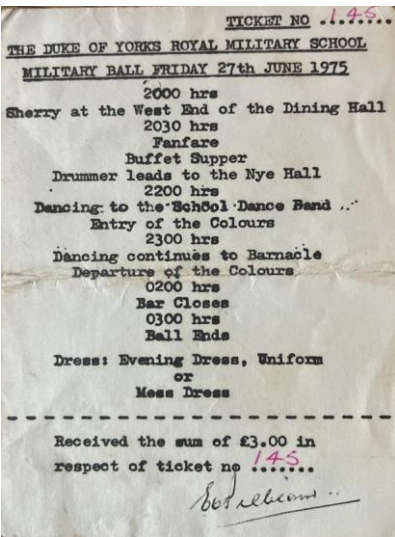 TICKET NO .145.
THE DUKE OF YORKS ROYAL MILITARY SCHOOL
MILITARY BALL FRIDAY 27th JUNE 1975
2000 hrs
Sherry at the West End of the Dining Hall
2030 hrs
Fanfare
Buffet Supper
Drummer leads to the Nye Hall
2200 hrs
Dancing to the School Dance Band
Entry of the Colours
2300 hrs
Dancing continues to Barnacle
Departure of the Colours
0200 hrs
Bar Closes
0300 hrs
Ball Ends
Dress: Evening Dress, Uniform
or
Mess Dress
Received the sum of £3.00 in
respect of ticket no 145